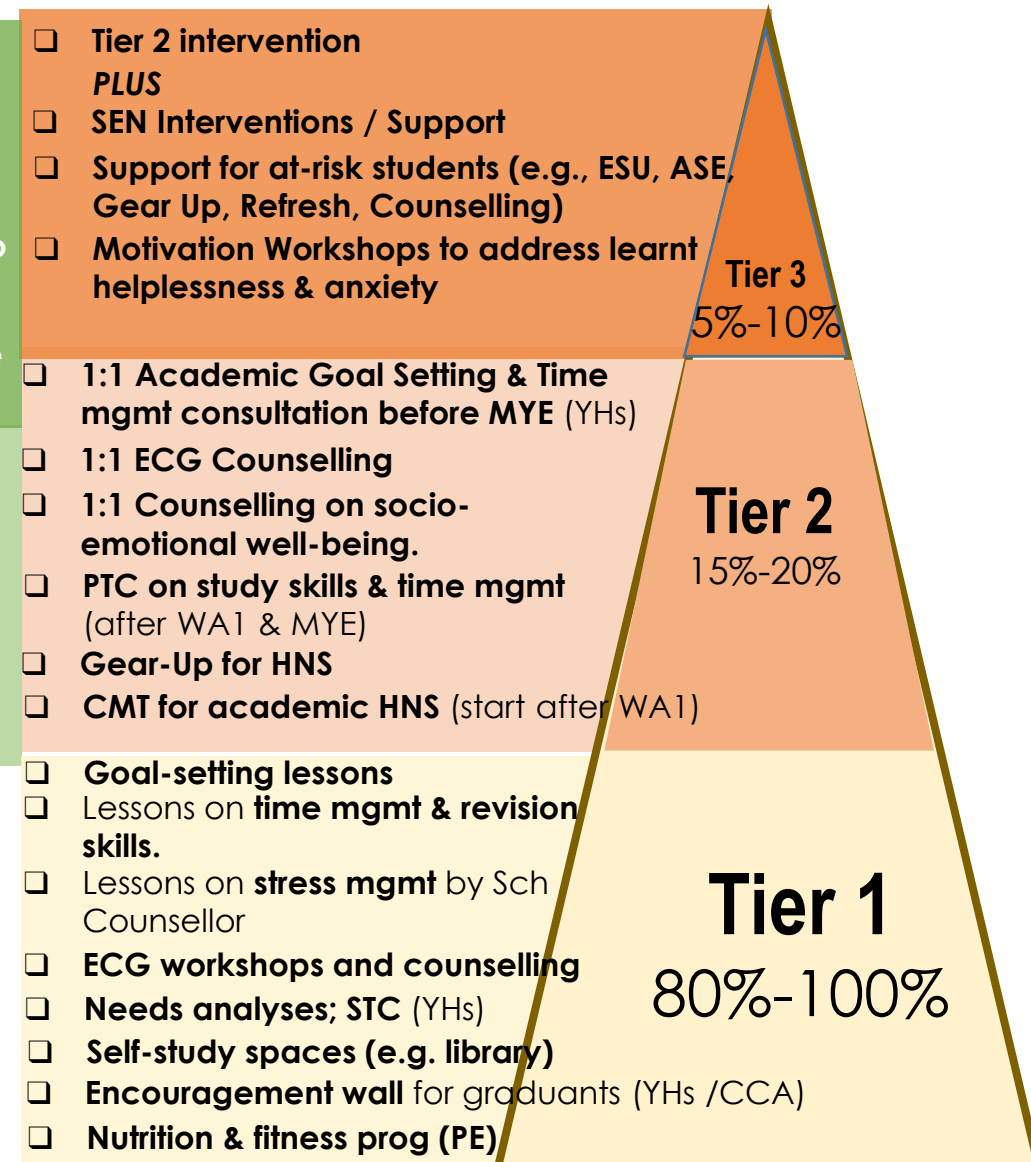 ❑ Tier 2 intervention
PLUS
❑ SEN Interventions / Support
❑ Support for at-risk students (e.g., ESU, ASE,
Gear Up, Refresh, Counselling)
❑ Motivation Workshops to address learnt
helplessness & anxiety
Tier 3
5%-10%
❑ 1:1 Academic Goal Setting & Time
mgmt consultation before MYE (YHs)
❑ 1:1 ECG Counselling
❑ 1:1 Counselling on socio-
emotional well-being.
❑ PTC on study skills & time mgmt
(after WA1 & MYE)
❑ Gear-Up for HNS
❑ CMT for academic HNS (start after WA1)
Tier 2
15%-20%
❑ Goal-setting lessons
❑ Lessons on time mgmt & revision
skills.
❑ Lessons on stress mgmt by Sch
Counsellor
❑ ECG workshops and counselling
❑ Needs analyses; STC (YHs)
❑ Self-study spaces (e.g. library)
❑ Encouragement wall for graduants (YHs /CCA)
❑ Nutrition & fitness prog (PE)
Tier 1
80%-100%